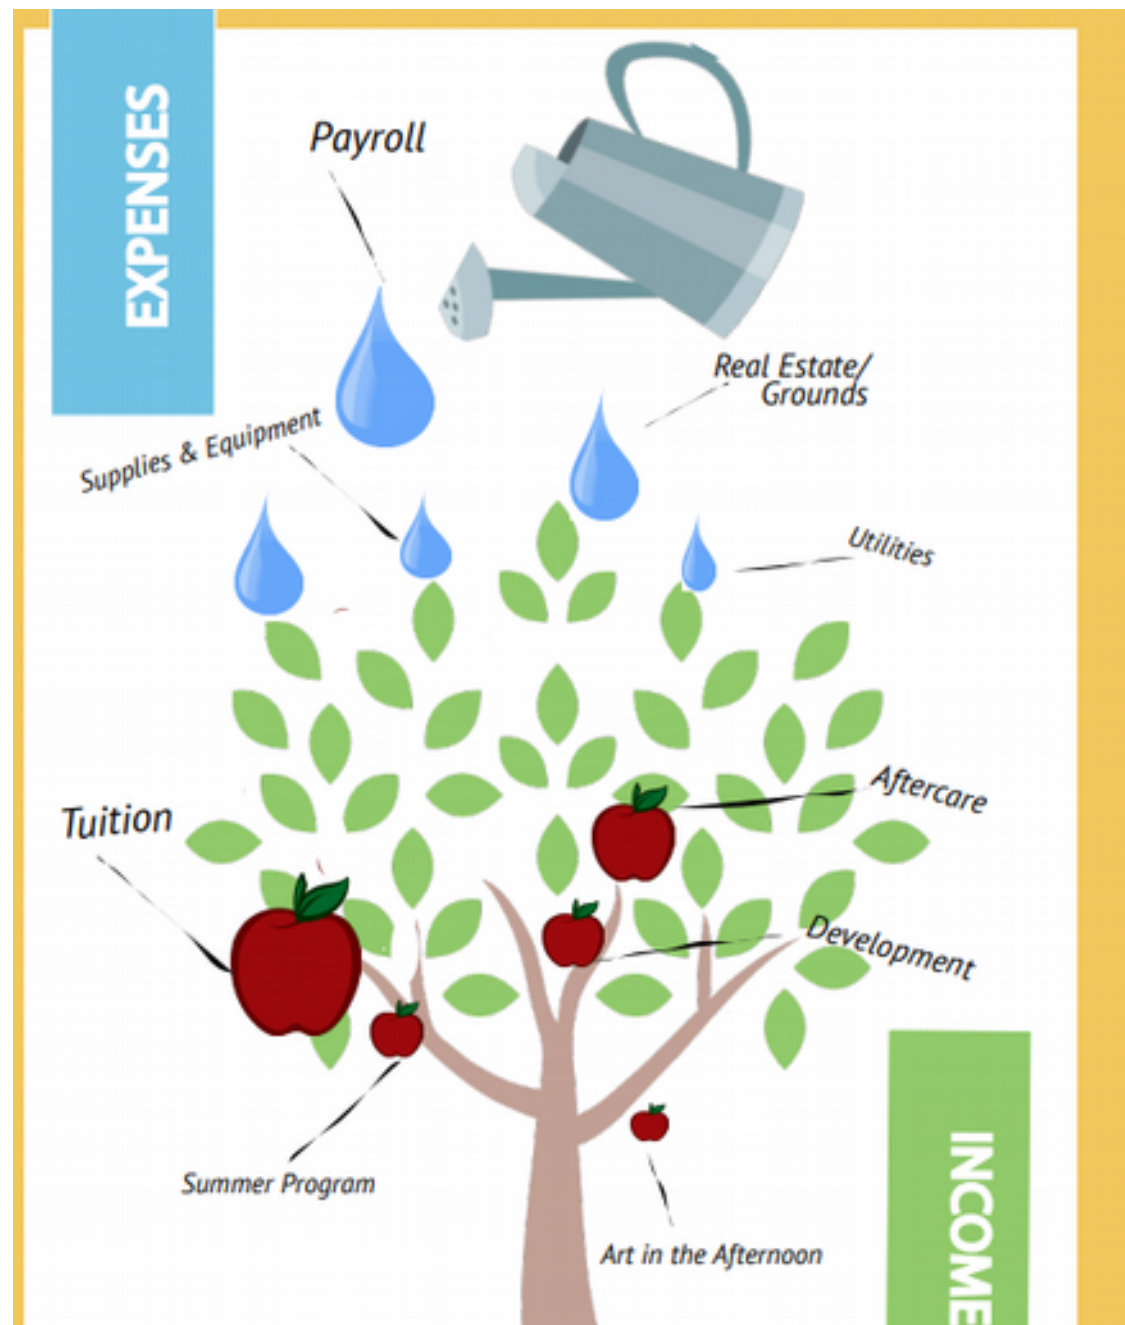 EXPENSES
Payroll
Real Estate/
Grounds
Supplies & Equipment
Utilities
Aftercare
Tuition
Development
INCOME
Summer Program
Art in the Afternoon